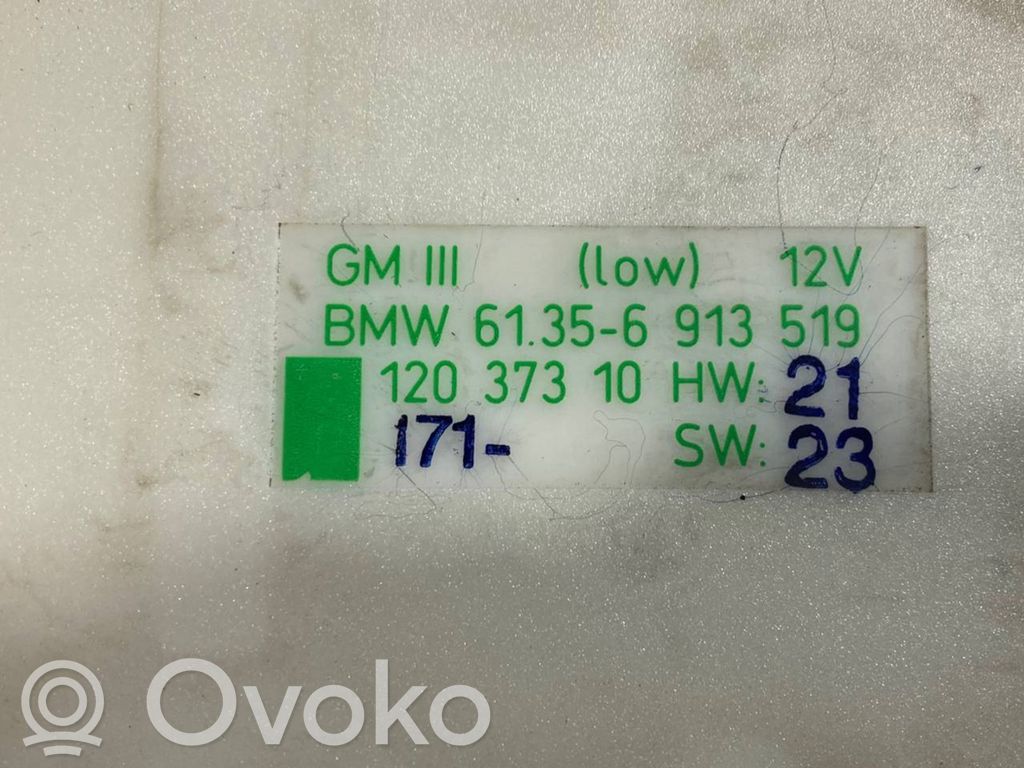 GM III (low) 12V
BMW 61.35-6 913 519
120 373 10 HW: 21
171- SW: 23
Ovoko